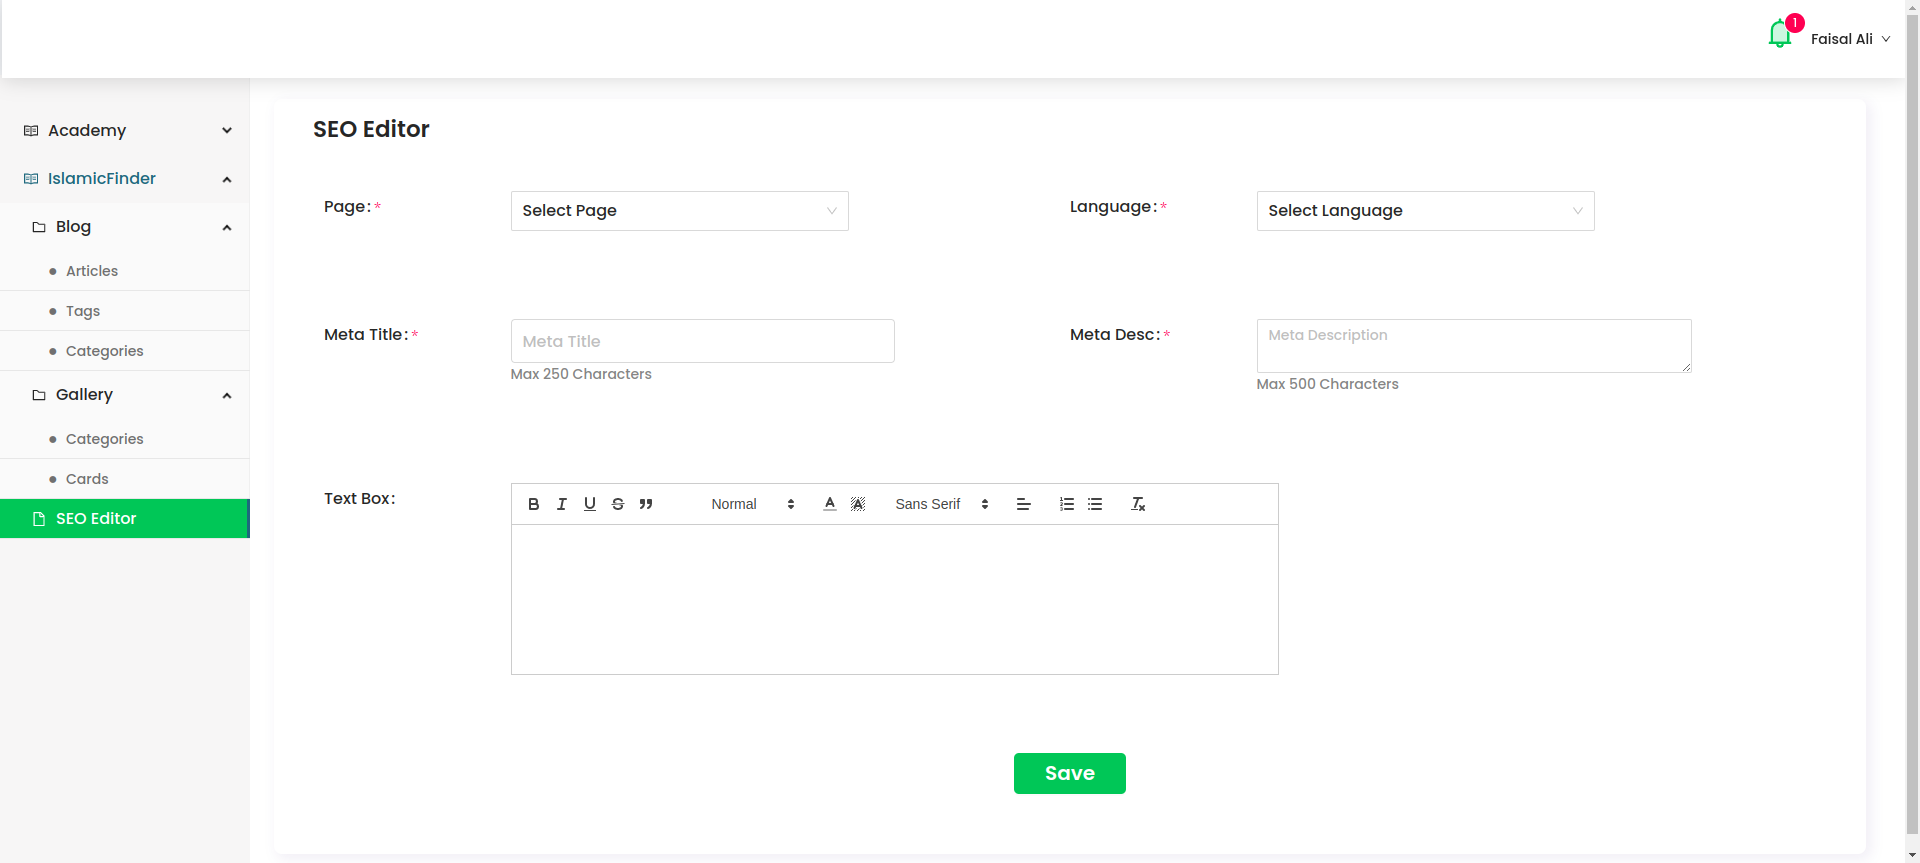 1
Faisal Ali
Academy
IslamicFinder
Blog
Articles
Tags
Categories
Gallery
Categories
Cards
SEO Editor
SEO Editor
Page: *
Select Page
Language: *
Select Language
Meta Title: *
Meta Title
Max 250 Characters
Meta Desc: *
Meta Description
Max 500 Characters
Text Box:
Normal
Sans Serif
Save